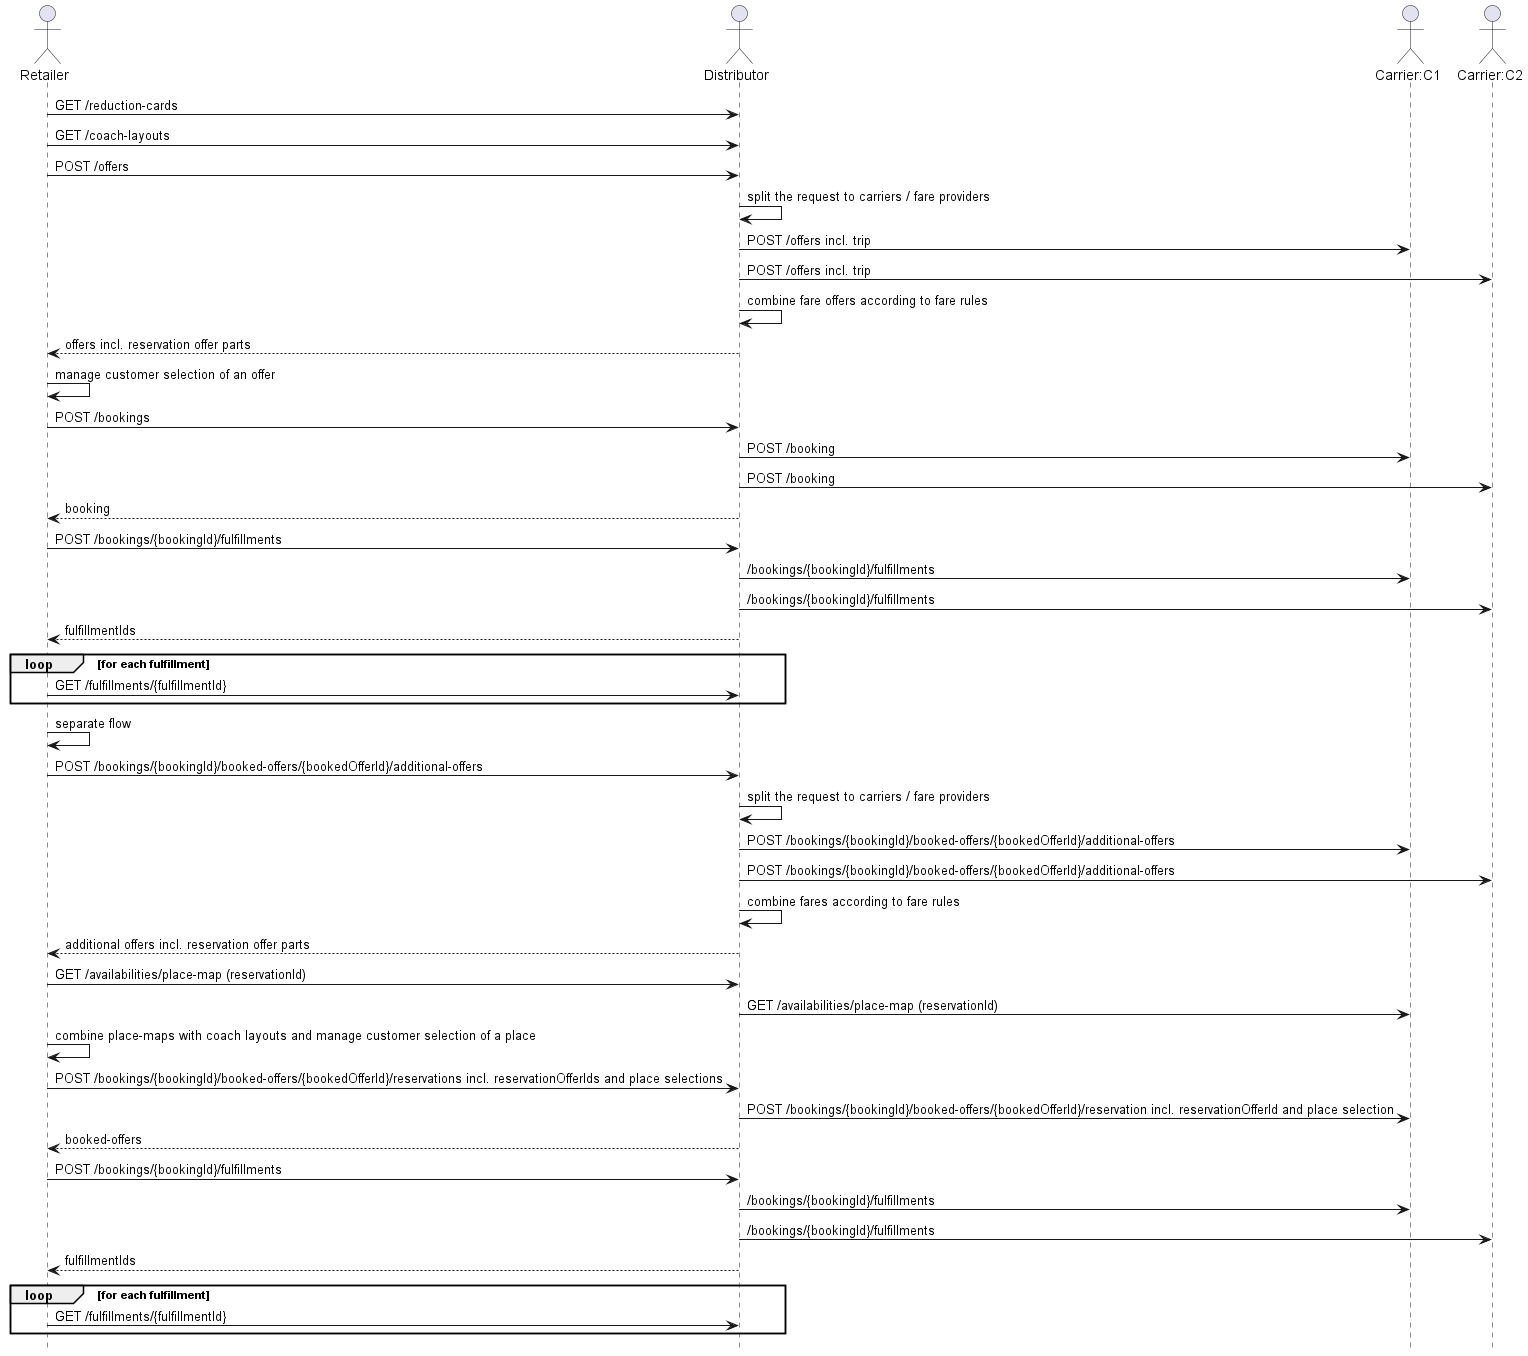 Retailer
Distributor
Carrier:C1
Carrier:C2
GET /reduction-cards
GET /coach-layouts
POST /offers
split the request to carriers / fare providers
POST /offers incl. trip
POST /offers incl. trip
combine fare offers according to fare rules
offers incl. reservation offer parts
manage customer selection of an offer
POST /bookings
POST /booking
POST /booking
booking
POST /bookings/{bookingId}/fulfillments
/bookings/{bookingId}/fulfillments
/bookings/{bookingId}/fulfillments
fulfillmentIds
loop [for each fulfillment]
GET /fulfillments/{fulfillmentId}
separate flow
POST /bookings/{bookingId}/booked-offers/{bookedOfferId}/additional-offers
split the request to carriers / fare providers
POST /bookings/{bookingId}/booked-offers/{bookedOfferId}/additional-offers
POST /bookings/{bookingId}/booked-offers/{bookedOfferId}/additional-offers
combine fares according to fare rules
additional offers incl. reservation offer parts
GET /availabilities/place-map (reservationId)
GET /availabilities/place-map (reservationId)
combine place-maps with coach layouts and manage customer selection of a place
POST /bookings/{bookingId}/booked-offers/{bookedOfferId}/reservations incl. reservationOfferIds and place selections
POST /bookings/{bookingId}/booked-offers/{bookedOfferId}/reservation incl. reservationOfferId and place selection
booked-offers
POST /bookings/{bookingId}/fulfillments
/bookings/{bookingId}/fulfillments
/bookings/{bookingId}/fulfillments
fulfillmentIds
loop [for each fulfillment]
GET /fulfillments/{fulfillmentId}